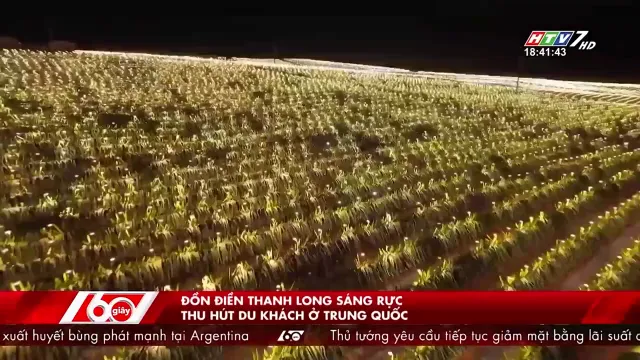 HTV7 HD
18:41:43
60 giây
ĐỒN ĐIỀN THANH LONG SÁNG RỰC
THU HÚT DU KHÁCH Ở TRUNG QUỐC
xuất huyết bùng phát mạnh tại Argentina 60 Thủ tướng yêu cầu tiếp tục giảm mặt bằng lãi suất